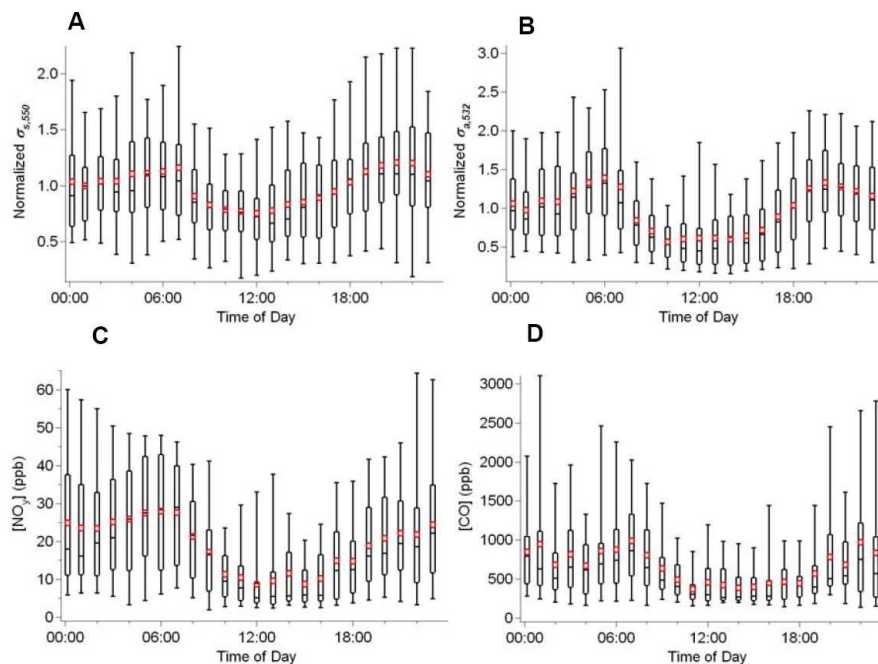 A
Normalized σs,550
2.0
1.5
1.0
0.5
00:00 06:00 12:00 18:00
Time of Day
B
Normalized σa,532
3.0
2.5
2.0
1.5
1.0
0.5
00:00 06:00 12:00 18:00
Time of Day
C
[NOy] (ppb)
60
50
40
30
20
10
0
00:00 06:00 12:00 18:00
Time of Day
D
[CO] (ppb)
3000
2500
2000
1500
1000
500
0
00:00 06:00 12:00 18:00
Time of Day